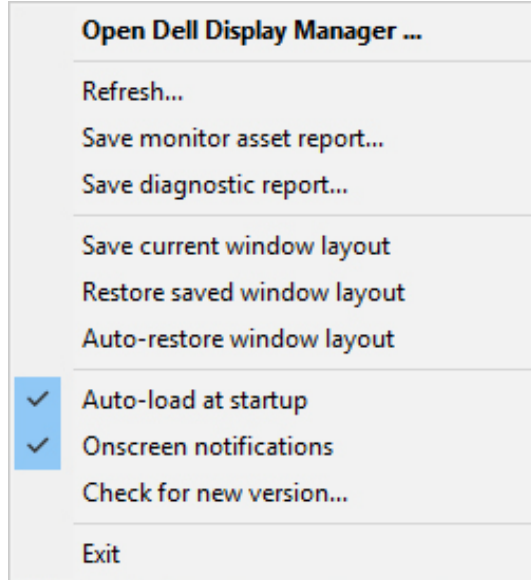 Open Dell Display Manager ...
Refresh...
Save monitor asset report...
Save diagnostic report...
Save current window layout
Restore saved window layout
Auto-restore window layout
Auto-load at startup
Onscreen notifications
Check for new version...
Exit